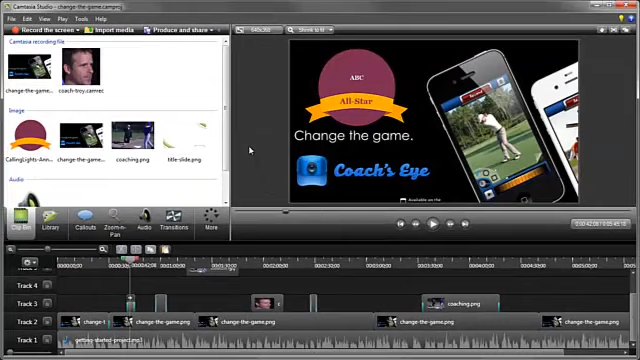 Camtasia Studio - change-the-game.camproj
File Edit View Play Tools Help
Record the screen Import media Produce and share
640x360 Shrink to fit
Camtasia recording file
change-the-game... coach-troy.camrec
Image
CallingLights-Ann... change-the-game... coaching.png title-slide.png
Audio
Clip Bin Library Callouts Zoom-n-Pan Audio Transitions More
ABC
All-Star
Change the game.
Coach's Eye
Available on the
Track 4
Track 3
coaching.png
Track 2
change-t change-the-game.png change-the-game.png change-the-game.png change-the-game.png
Track 1
getting-started-project.mp3